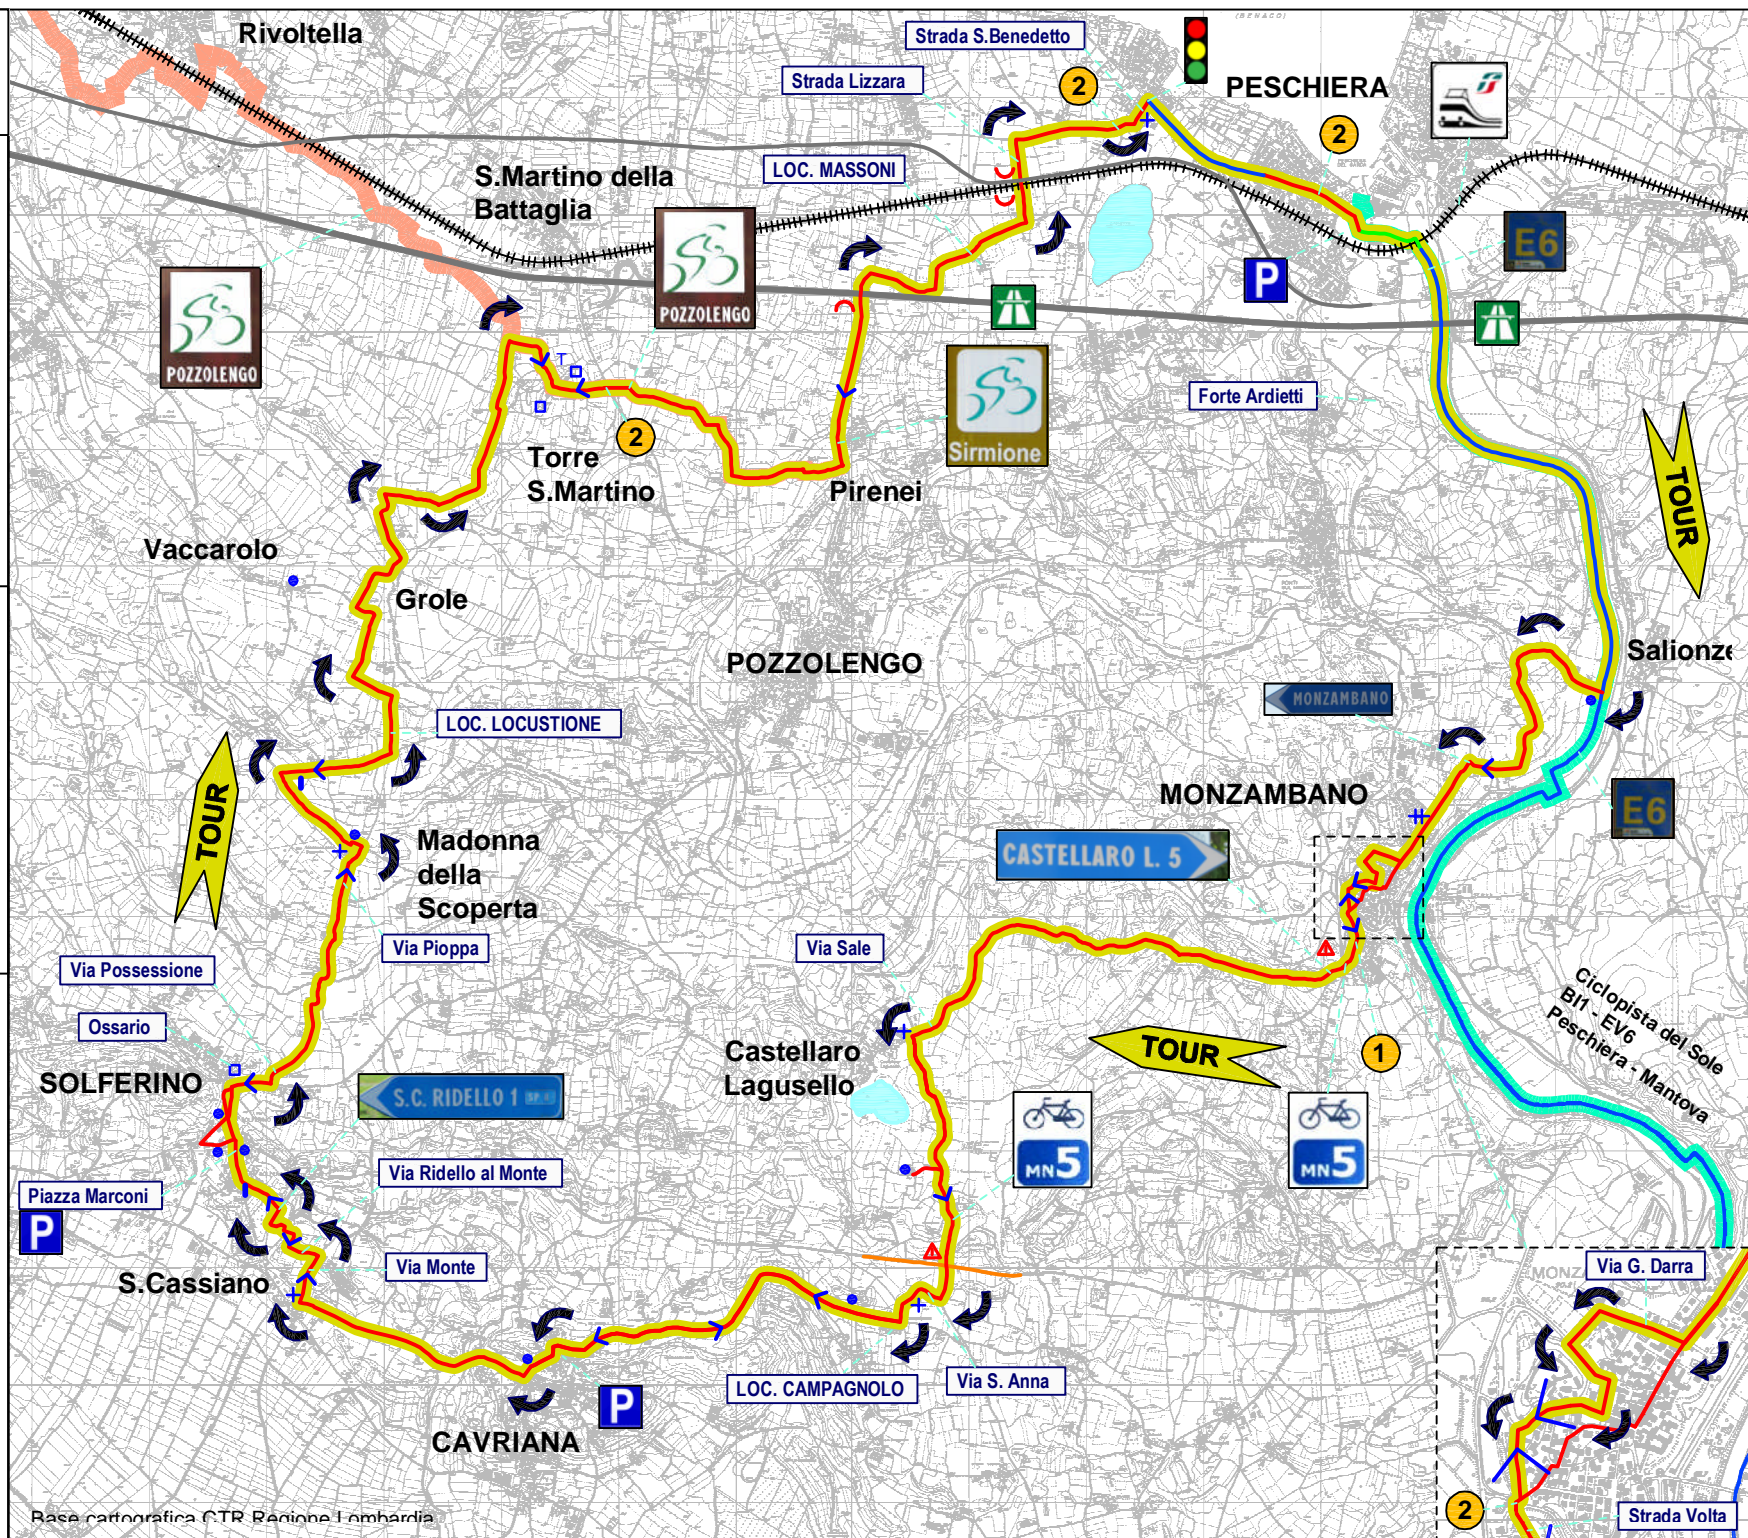 (BENACO)
Rivoltella
Strada S.Benedetto
Strada Lizzara
2
PESCHIERA
2
LOC. MASSONI
S.Martino della
Battaglia
POZZOLENGO
POZZOLENGO
E6
P
Sirmione
T
Forte Ardietti
2
Torre
S.Martino
Pirenei
TOUR
Vaccarolo
Grole
POZZOLENGO
Salionze
MONZAMBANO
LOC. LOCUSTIONE
TOUR
MONZAMBANO
E6
Madonna
della
Scoperta
CASTELLARO L. 5
Via Pioppa
Via Sale
Via Possessione
Ossario
Ciclopista del Sole
BI1 - EV6
Peschiera - Mantova
SOLFERINO
S.C. RIDELLO 1
Castellaro
Lagusello
TOUR
1
MN5
MN5
Via Ridello al Monte
Piazza Marconi
P
S.Cassiano
Via Monte
Via G. Darra
LOC. CAMPAGNOLO
Via S. Anna
P
CAVRIANA
2
Strada Volta
Base cartografica CTR Regione Lombardia